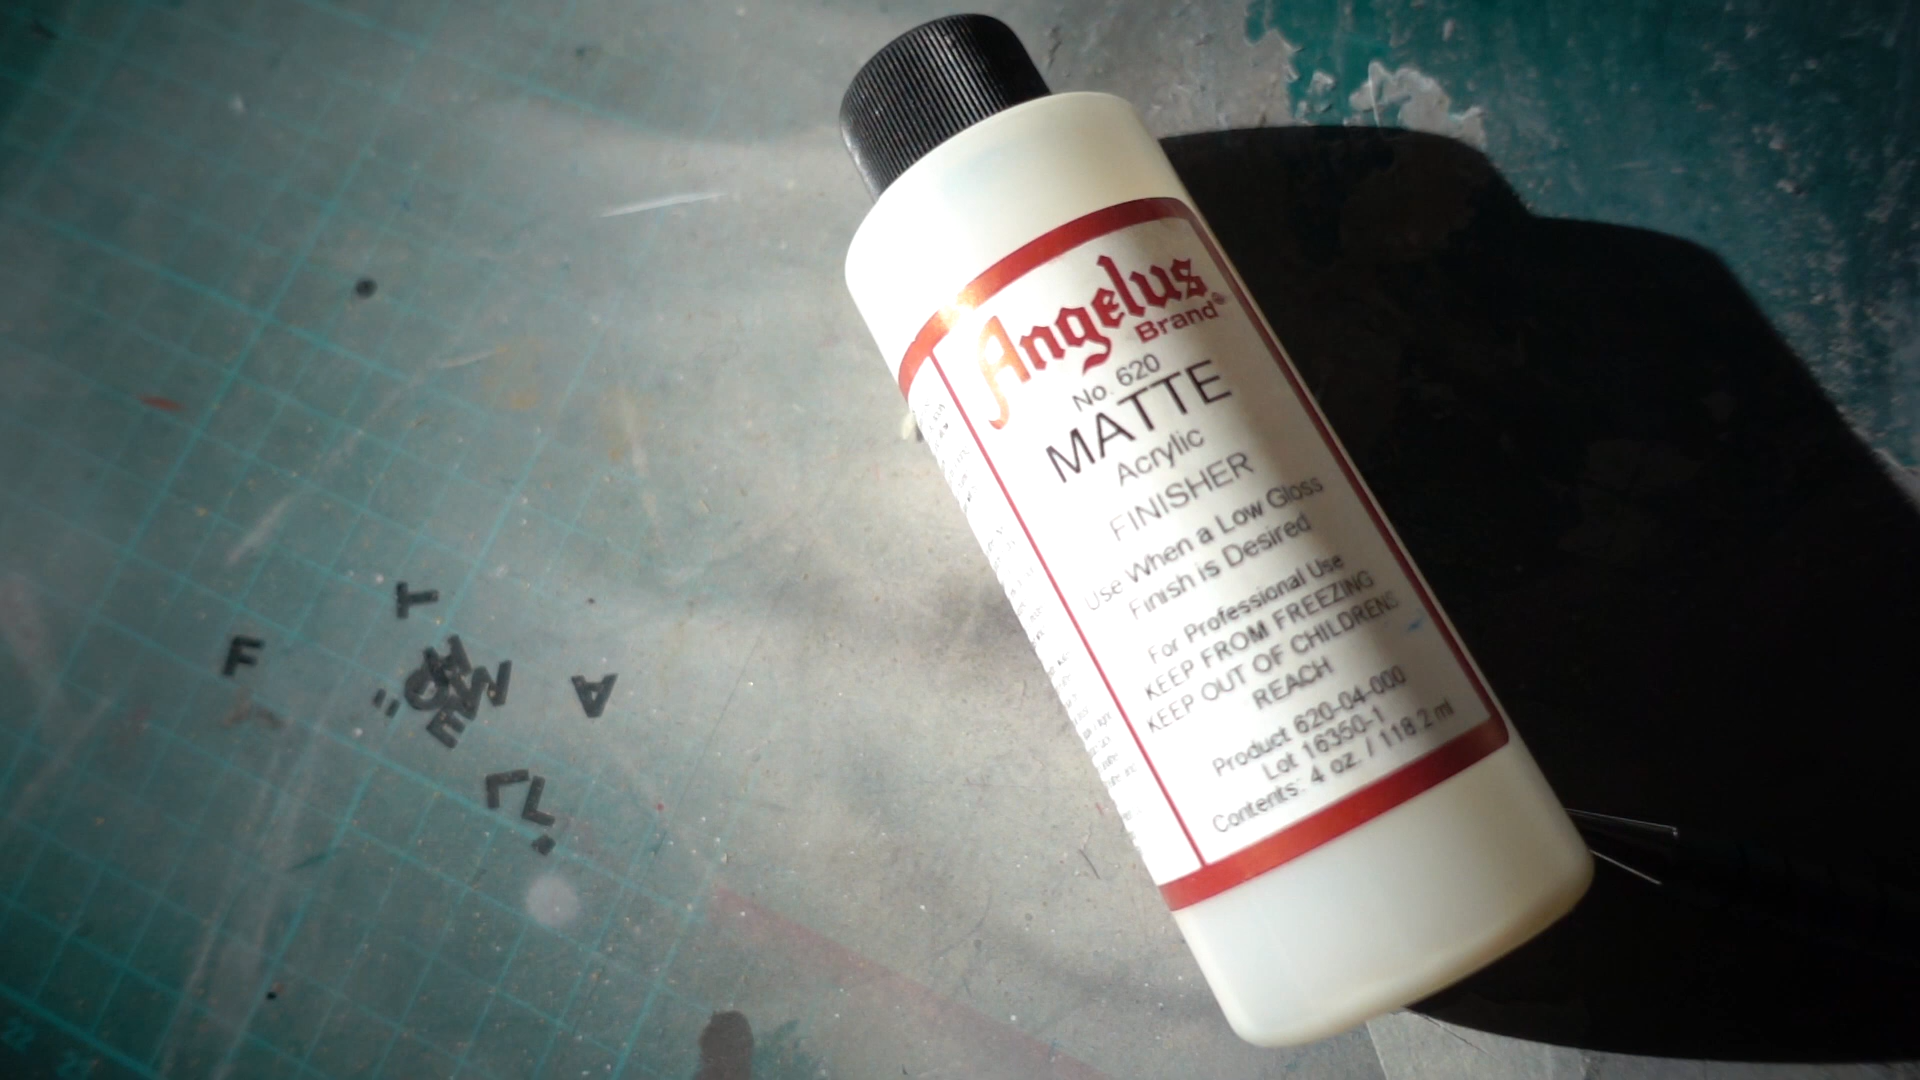 Angelus
Brand®
No. 620
MATTE
Acrylic
FINISHER
Use When a Low Gloss
Finish is Desired
For Professional Use
KEEP FROM FREEZING
KEEP OUT OF CHILDRENS
REACH
Product 620-04-000
Lot 16350-1
Contents: 4 oz. / 118.2 ml
T
F
A
E
L
L
22
21